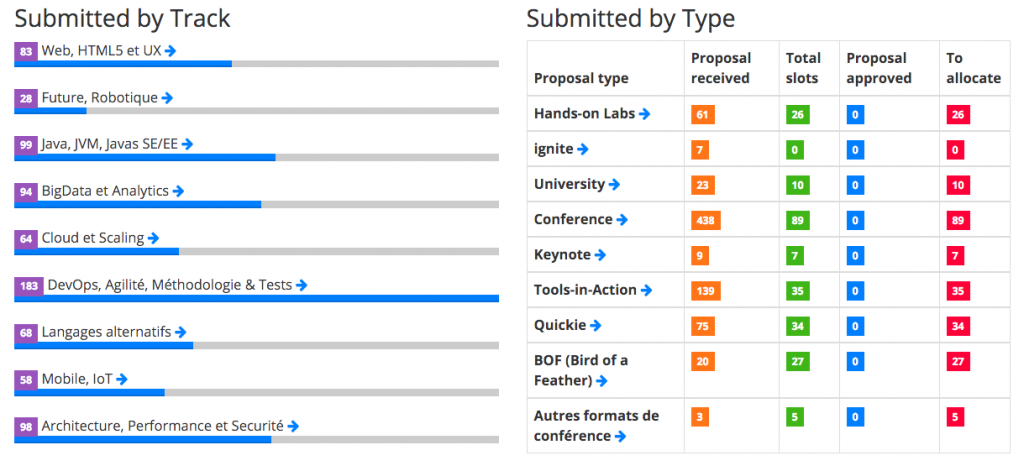 Submitted by Track
83 Web, HTML5 et UX
28 Future, Robotique
99 Java, JVM, Javas SE/EE
94 BigData et Analytics
64 Cloud et Scaling
183 DevOps, Agilité, Méthodologie & Tests
68 Langages alternatifs
58 Mobile, IoT
98 Architecture, Performance et Securité
Submitted by Type
Proposal type Proposal received Total slots Proposal approved To allocate
Hands-on Labs 61 26 0 26
ignite 7 0 0 0
University 23 10 0 10
Conference 438 89 0 89
Keynote 9 7 0 7
Tools-in-Action 139 35 0 35
Quickie 75 34 0 34
BOF (Bird of a
Feather) 20 27 0 27
Autres formats de
conférence 3 5 0 5